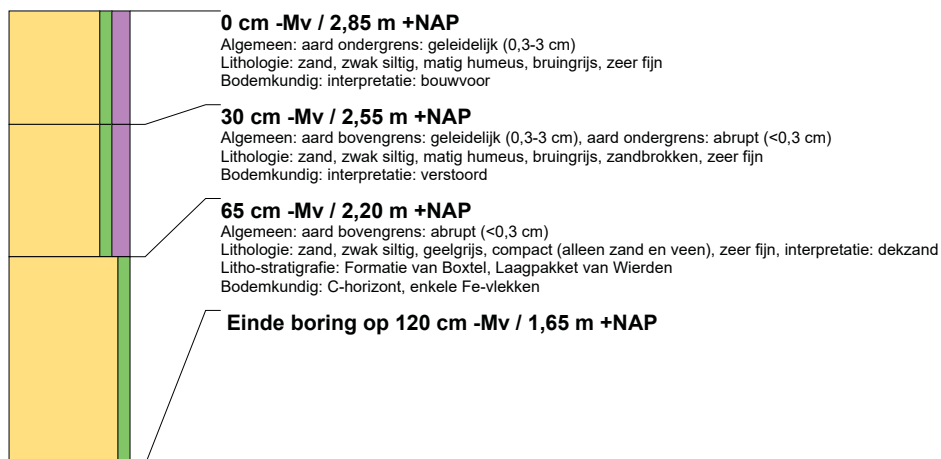 0 cm -Mv / 2,85 m +NAP
Algemeen: aard ondergrens: geleidelijk (0,3-3 cm)
Lithologie: zand, zwak siltig, matig humeus, bruingrijs, zeer fijn
Bodemkundig: interpretatie: bouwvoor
30 cm -Mv / 2,55 m +NAP
Algemeen: aard bovengrens: geleidelijk (0,3-3 cm), aard ondergrens: abrupt (<0,3 cm)
Lithologie: zand, zwak siltig, matig humeus, bruingrijs, zandbrokken, zeer fijn
Bodemkundig: interpretatie: verstoord
65 cm -Mv / 2,20 m +NAP
Algemeen: aard bovengrens: abrupt (<0,3 cm)
Lithologie: zand, zwak siltig, geelgrijs, compact (alleen zand en veen), zeer fijn, interpretatie: dekzand
Litho-stratigrafie: Formatie van Boxtel, Laagpakket van Wierden
Bodemkundig: C-horizont, enkele Fe-vlekken
Einde boring op 120 cm -Mv / 1,65 m +NAP